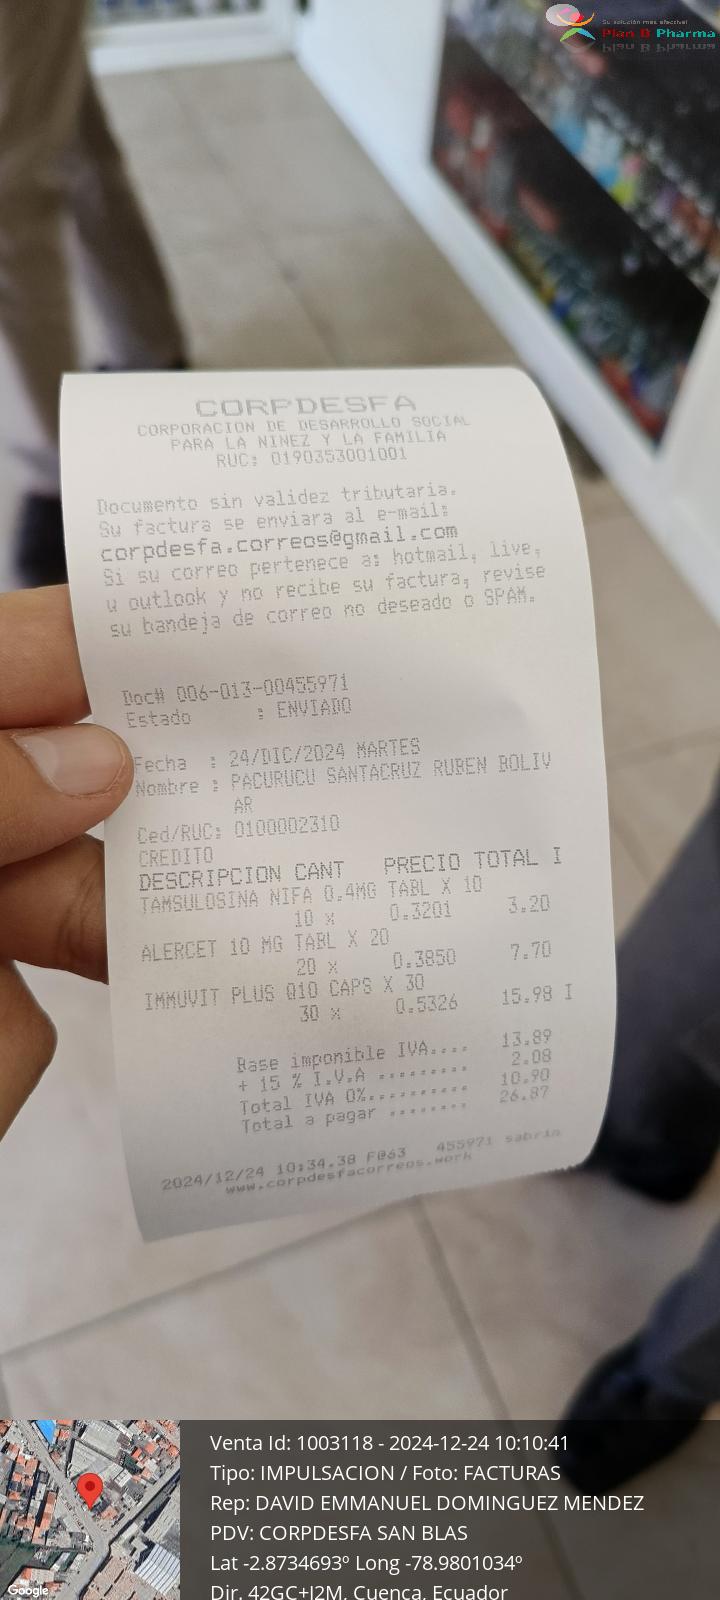 Su solución más efectiva!
Plan B Pharma
CORPDESFA
CORPORACION DE DESARROLLO SOCIAL
PARA LA NINEZ Y LA FAMILIA
RUC: 0190353001001
Documento sin validez tributaria.
Su factura se enviara al e-mail:
corpdesfa.correos@gmail.com
Si su correo pertenece a: hotmail, live,
u outlook y no recibe su factura, revise
su bandeja de correo no deseado o SPAM.
Doc# 006-013-00455971
Estado : ENVIADO
Fecha : 24/DIC/2024 MARTES
Nombre : PACURUCU SANTACRUZ RUBEN BOLIV
AR
Ced/RUC: 0100002310
CREDITO
DESCRIPCION CANT PRECIO TOTAL I
TAMSULOSINA NIFA 0.4MG TABL X 10
10 x 0.3201 3.20
ALERCET 10 MG TABL X 20
20 x 0.3850 7.70
IMMUVIT PLUS Q10 CAPS X 30
30 x 0.5326 15.98 I
Base imponible IVA.... 13.89
+ 15 % I.V.A ......... 2.08
Total IVA 0%.......... 10.90
Total a pagar ........ 26.87
2024/12/24 10:34.38 F@63 455971 sabrin
www.corpdesfacorreos.work
Venta Id: 1003118 - 2024-12-24 10:10:41
Tipo: IMPULSACION / Foto: FACTURAS
Rep: DAVID EMMANUEL DOMINGUEZ MENDEZ
PDV: CORPDESFA SAN BLAS
Lat -2.8734693º Long -78.9801034º
Dir. 42GC+J2M, Cuenca, Ecuador
Google